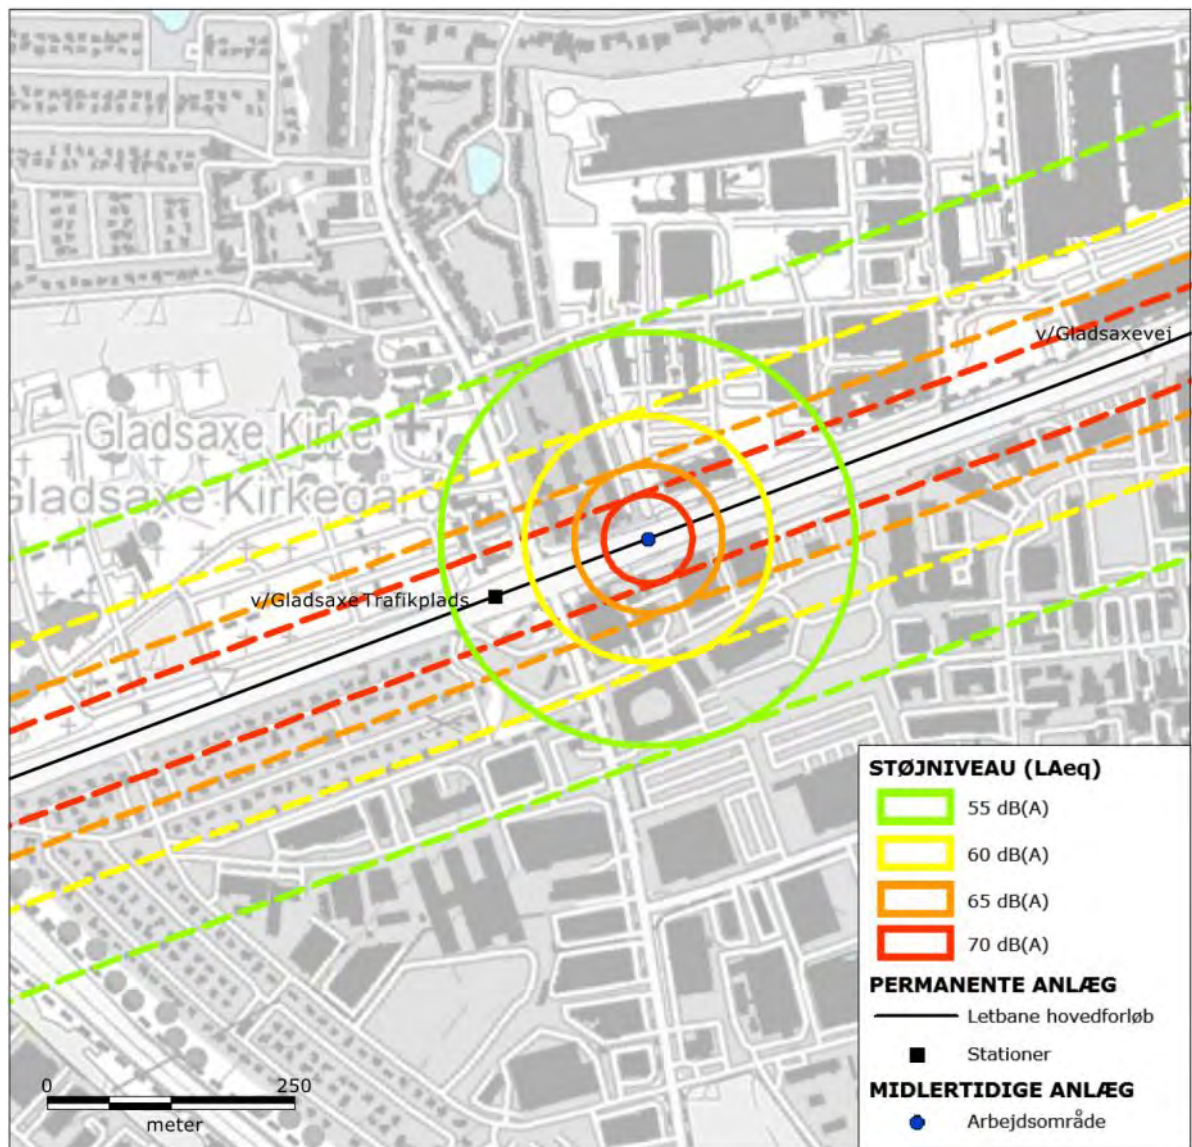 v/Gladsaxevej
Gladsaxe Kirke
Gladsaxe Kirkegård
v/Gladsaxe Trafikplads
STØJNIVEAU (LAeq)
55 dB(A)
60 dB(A)
65 dB(A)
70 dB(A)
PERMANENTE ANLÆG
Letbane hovedforløb
Stationer
MIDLERTIDIGE ANLÆG
Arbejdsområde
0 250
meter